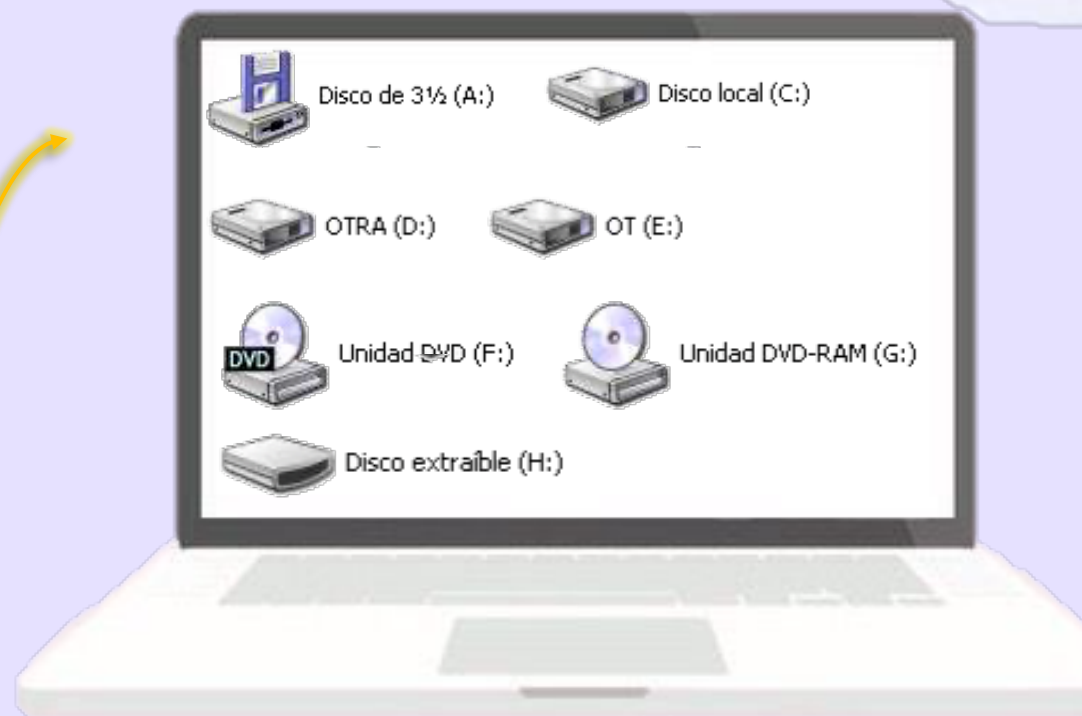 Disco de 3½ (A:) Disco local (C:)
OTRA (D:) OT (E:)
DVD Unidad DVD (F:) Unidad DVD-RAM (G:)
Disco extraíble (H:)